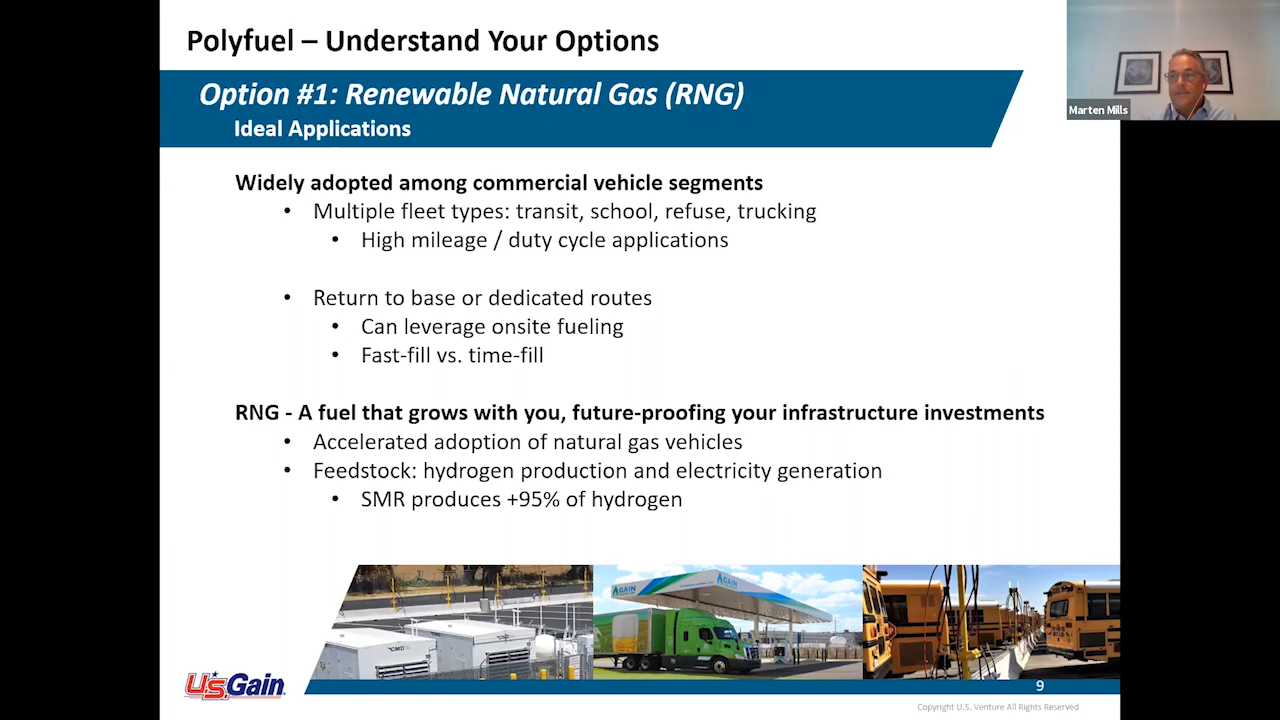 Polyfuel – Understand Your Options
Option #1: Renewable Natural Gas (RNG)
Ideal Applications
Marten Mills
Widely adopted among commercial vehicle segments
• Multiple fleet types: transit, school, refuse, trucking
• High mileage / duty cycle applications
• Return to base or dedicated routes
• Can leverage onsite fueling
• Fast-fill vs. time-fill
RNG - A fuel that grows with you, future-proofing your infrastructure investments
• Accelerated adoption of natural gas vehicles
• Feedstock: hydrogen production and electricity generation
• SMR produces +95% of hydrogen
CMD
GAIN
GAIN
U.S. Gain
9
Copyright U.S. Venture All Rights Reserved